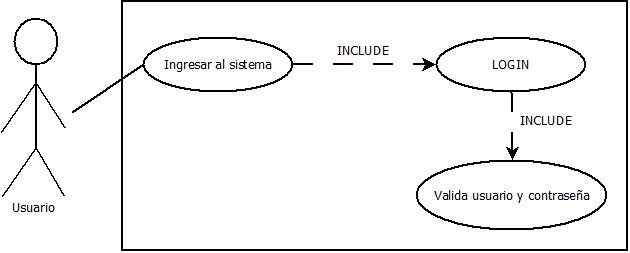 INCLUDE
Ingresar al sistema
LOGIN
INCLUDE
Valida usuario y contraseña
Usuario